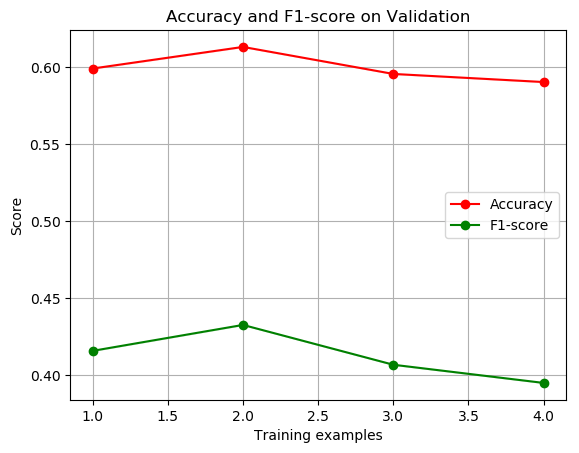 Accuracy and F1-score on Validation
0.60
0.55
0.50
0.45
0.40
Score
Accuracy
F1-score
1.0 1.5 2.0 2.5 3.0 3.5 4.0
Training examples